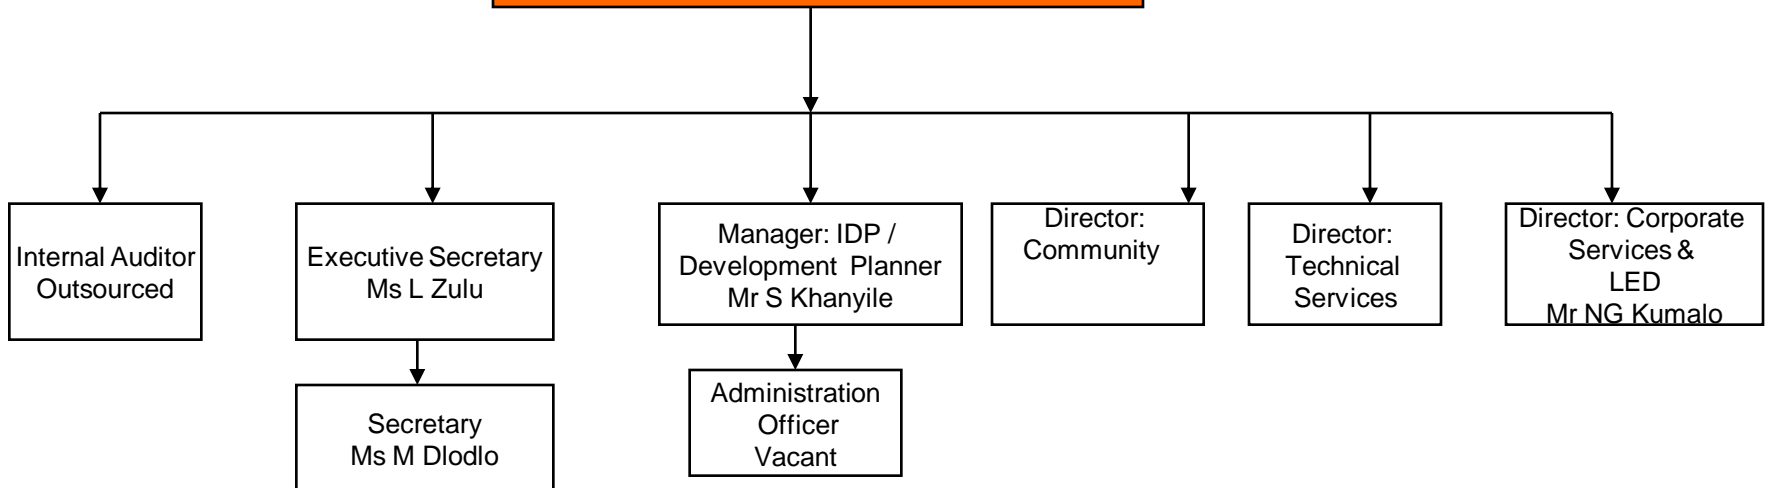 Internal Auditor
Outsourced
Executive Secretary
Ms L Zulu
Manager: IDP /
Development Planner
Mr S Khanyile
Director:
Community
Director:
Technical
Services
Director: Corporate
Services &
LED
Mr NG Kumalo
Secretary
Ms M Dlodlo
Administration
Officer
Vacant